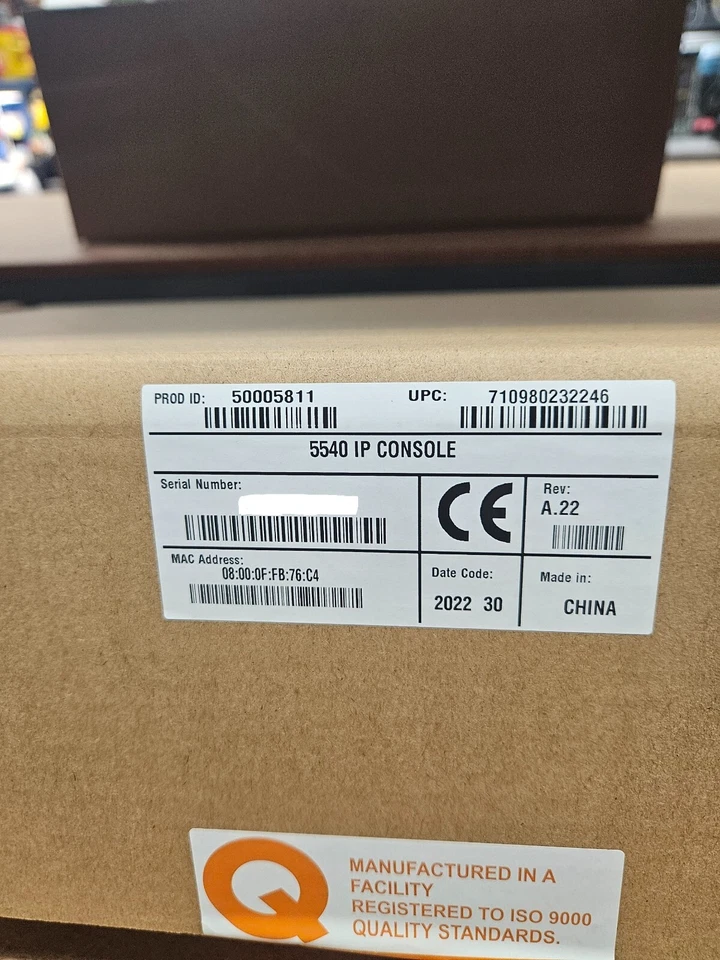 PROD ID: 50005811 UPC: 710980232246
5540 IP CONSOLE
Serial Number:
CE
Rev:
A.22
MAC Address:
08:00:0F:FB:76:C4
Date Code:
2022 30
Made in:
CHINA
Q
MANUFACTURED IN A
FACILITY
REGISTERED TO ISO 9000
QUALITY STANDARDS.